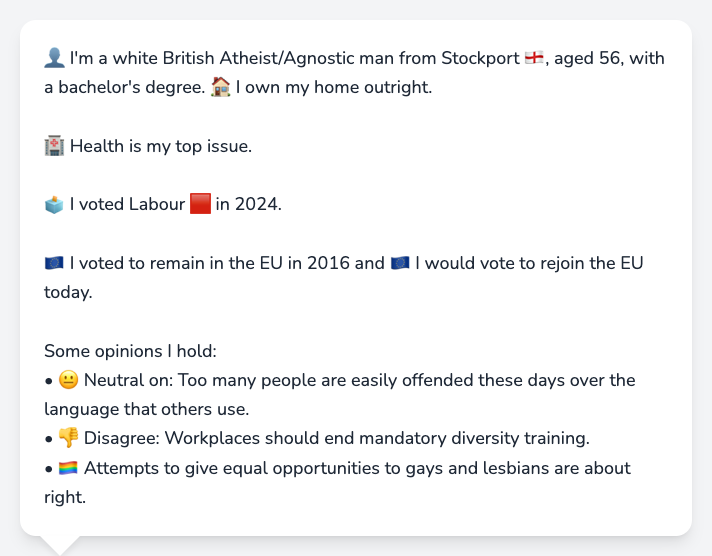 👤 I'm a white British Atheist/Agnostic man from Stockport 🏴󠁧󠁢󠁥󠁮󠁧󠁿, aged 56, with
a bachelor's degree. 🏠 I own my home outright.
🏥 Health is my top issue.
🗳️ I voted Labour 🟥 in 2024.
🇪🇺 I voted to remain in the EU in 2016 and 🇪🇺 I would vote to rejoin the EU
today.
Some opinions I hold:
• 😐 Neutral on: Too many people are easily offended these days over the
language that others use.
• 👎 Disagree: Workplaces should end mandatory diversity training.
• 🏳️‍🌈 Attempts to give equal opportunities to gays and lesbians are about
right.